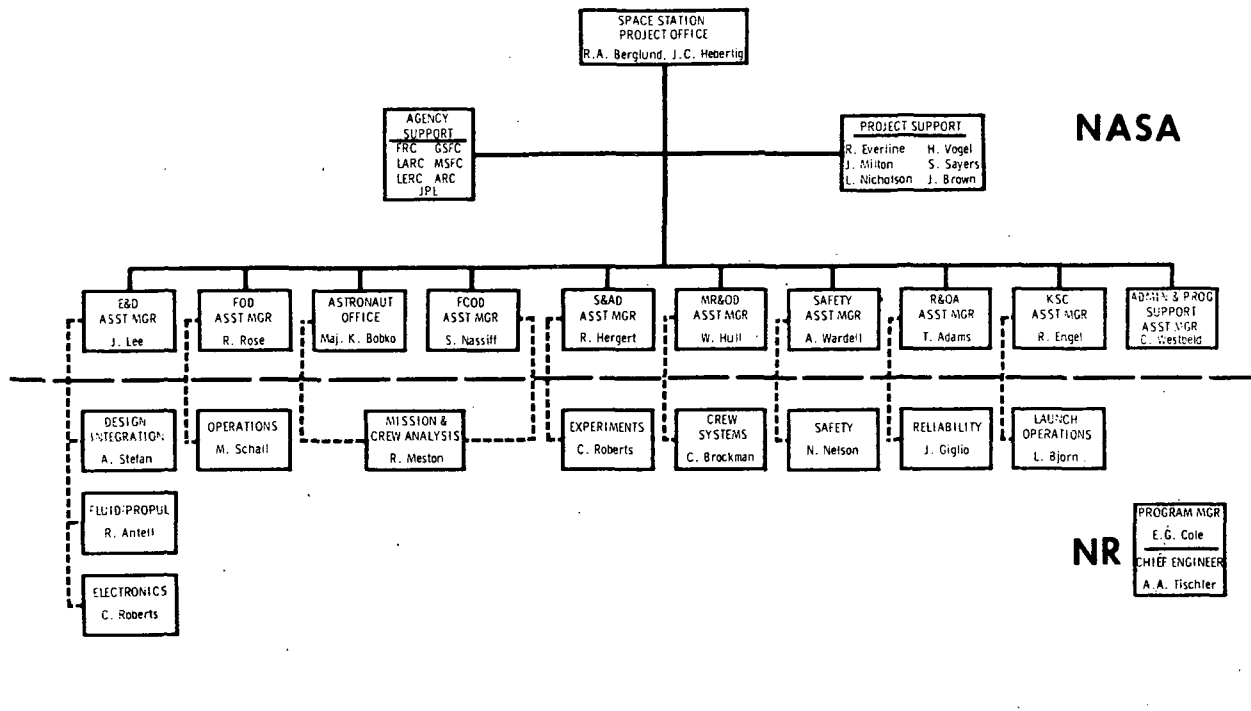 SPACE STATION
PROJECT OFFICE
R.A. Berglund, J.C. Hebertig
AGENCY
SUPPORT
FRC GSFC
LARC MSFC
LERC ARC
JPL
PROJECT SUPPORT
R. Everline H. Vogel
J. Milton S. Sayers
L. Nicholson J. Brown
NASA
E&D
ASST MGR
J. Lee
FOD
ASST MGR
R. Rose
ASTRONAUT
OFFICE
Maj. K. Bobko
FCOD
ASST MGR
S. Nassiff
S&AD
ASST MGR
R. Hergert
MR&OD
ASST MGR
W. Hull
SAFETY
ASST MGR
A. Wardell
R&QA
ASST MGR
T. Adams
KSC
ASST MGR
R. Engel
ADMIN & PROG
SUPPORT
ASST MGR
C. Westbeld
DESIGN
INTEGRATION
A. Stefan
OPERATIONS
M. Schall
MISSION &
CREW ANALYSIS
R. Meston
EXPERIMENTS
C. Roberts
CREW
SYSTEMS
C. Brockman
SAFETY
N. Nelson
RELIABILITY
J. Giglio
LAUNCH
OPERATIONS
L. Bjorn
FLUID/PROPUL
R. Antell
ELECTRONICS
C. Roberts
NR
PROGRAM MGR
E.G. Cole
CHIEF ENGINEER
A.A. Tischler